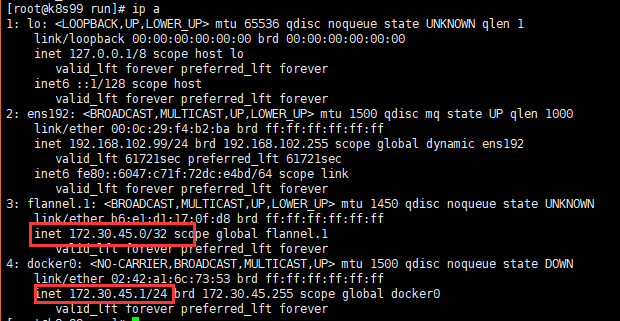 [root@k8s99 run]# ip a
1: lo: <LOOPBACK,UP,LOWER_UP> mtu 65536 qdisc noqueue state UNKNOWN qlen 1
link/loopback 00:00:00:00:00:00 brd 00:00:00:00:00:00
inet 127.0.0.1/8 scope host lo
valid_lft forever preferred_lft forever
inet6 ::1/128 scope host
valid_lft forever preferred_lft forever
2: ens192: <BROADCAST,MULTICAST,UP,LOWER_UP> mtu 1500 qdisc mq state UP qlen 1000
link/ether 00:0c:29:f4:b2:ba brd ff:ff:ff:ff:ff:ff
inet 192.168.102.99/24 brd 192.168.102.255 scope global dynamic ens192
valid_lft 61721sec preferred_lft 61721sec
inet6 fe80::6047:c71f:72dc:e4bd/64 scope link
valid_lft forever preferred_lft forever
3: flannel.1: <BROADCAST,MULTICAST,UP,LOWER_UP> mtu 1450 qdisc noqueue state UNKNOWN
link/ether b6:e1:d1:17:0f:d8 brd ff:ff:ff:ff:ff:ff
inet 172.30.45.0/32 scope global flannel.1
valid_lft forever preferred_lft forever
4: docker0: <NO-CARRIER,BROADCAST,MULTICAST,UP> mtu 1500 qdisc noqueue state DOWN
link/ether 02:42:a1:6c:73:53 brd ff:ff:ff:ff:ff:ff
inet 172.30.45.1/24 brd 172.30.45.255 scope global docker0
valid_lft forever preferred_lft forever
[root@k8s99 run]#